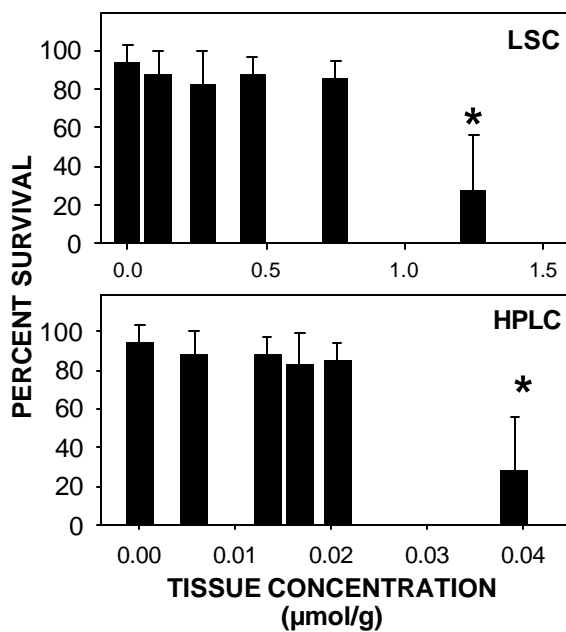 PERCENT SURVIVAL
LSC
*
100
80
60
40
20
0
0.0 0.5 1.0 1.5
HPLC
*
100
80
60
40
20
0
0.00 0.01 0.02 0.03 0.04
TISSUE CONCENTRATION
(µmol/g)